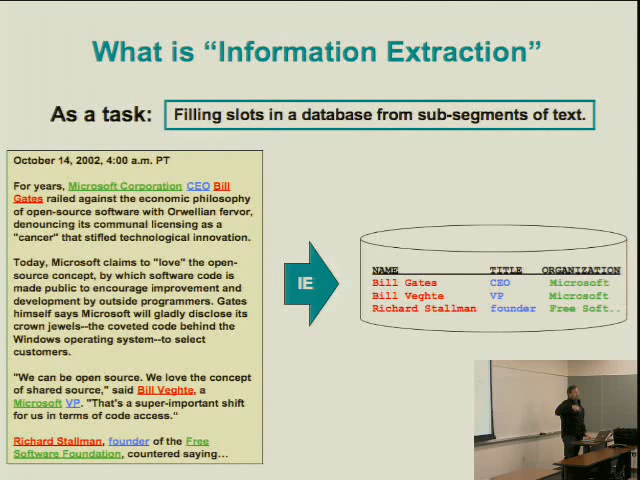 What is “Information Extraction”
As a task:
Filling slots in a database from sub-segments of text.
October 14, 2002, 4:00 a.m. PT
For years, Microsoft Corporation CEO Bill
Gates railed against the economic philosophy
of open-source software with Orwellian fervor,
denouncing its communal licensing as a
"cancer" that stifled technological innovation.
Today, Microsoft claims to "love" the open-
source concept, by which software code is
made public to encourage improvement and
development by outside programmers. Gates
himself says Microsoft will gladly disclose its
crown jewels--the coveted code behind the
Windows operating system--to select
customers.
"We can be open source. We love the concept
of shared source," said Bill Veghte, a
Microsoft VP. "That's a super-important shift
for us in terms of code access.“
Richard Stallman, founder of the Free
Software Foundation, countered saying…
IE
NAME TITLE ORGANIZATION
Bill Gates CEO Microsoft
Bill Veghte VP Microsoft
Richard Stallman founder Free Soft..